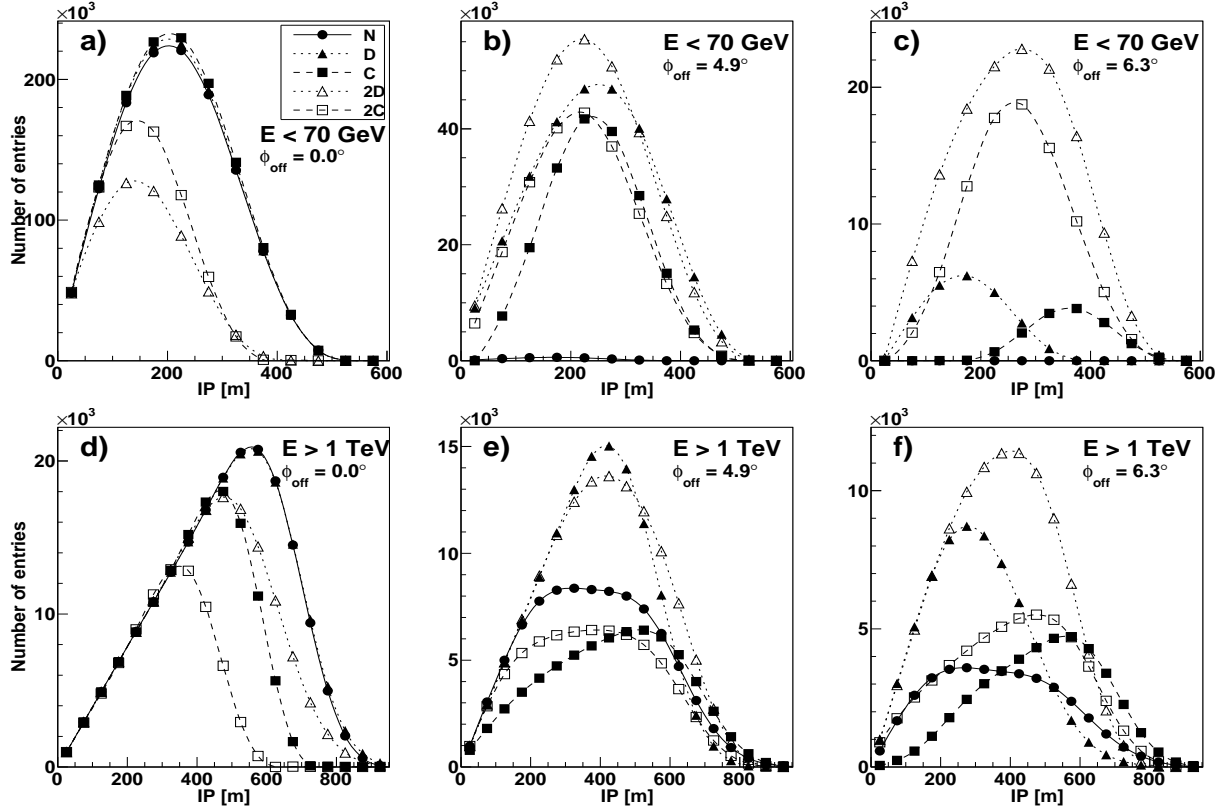 ×10³
a)
N
D
C
2D
2C
E < 70 GeV
ϕoff = 0.0°
Number of entries
200
100
0
0 200 400 600
IP [m]
×10³
b)
E < 70 GeV
ϕoff = 4.9°
40
20
0
0 200 400 600
IP [m]
×10³
c)
E < 70 GeV
ϕoff = 6.3°
20
10
0
0 200 400 600
IP [m]
×10³
d)
E > 1 TeV
ϕoff = 0.0°
Number of entries
20
10
0
0 200 400 600 800
IP [m]
×10³
e)
E > 1 TeV
ϕoff = 4.9°
15
10
5
0
0 200 400 600 800
IP [m]
×10³
f)
E > 1 TeV
ϕoff = 6.3°
10
5
0
0 200 400 600 800
IP [m]